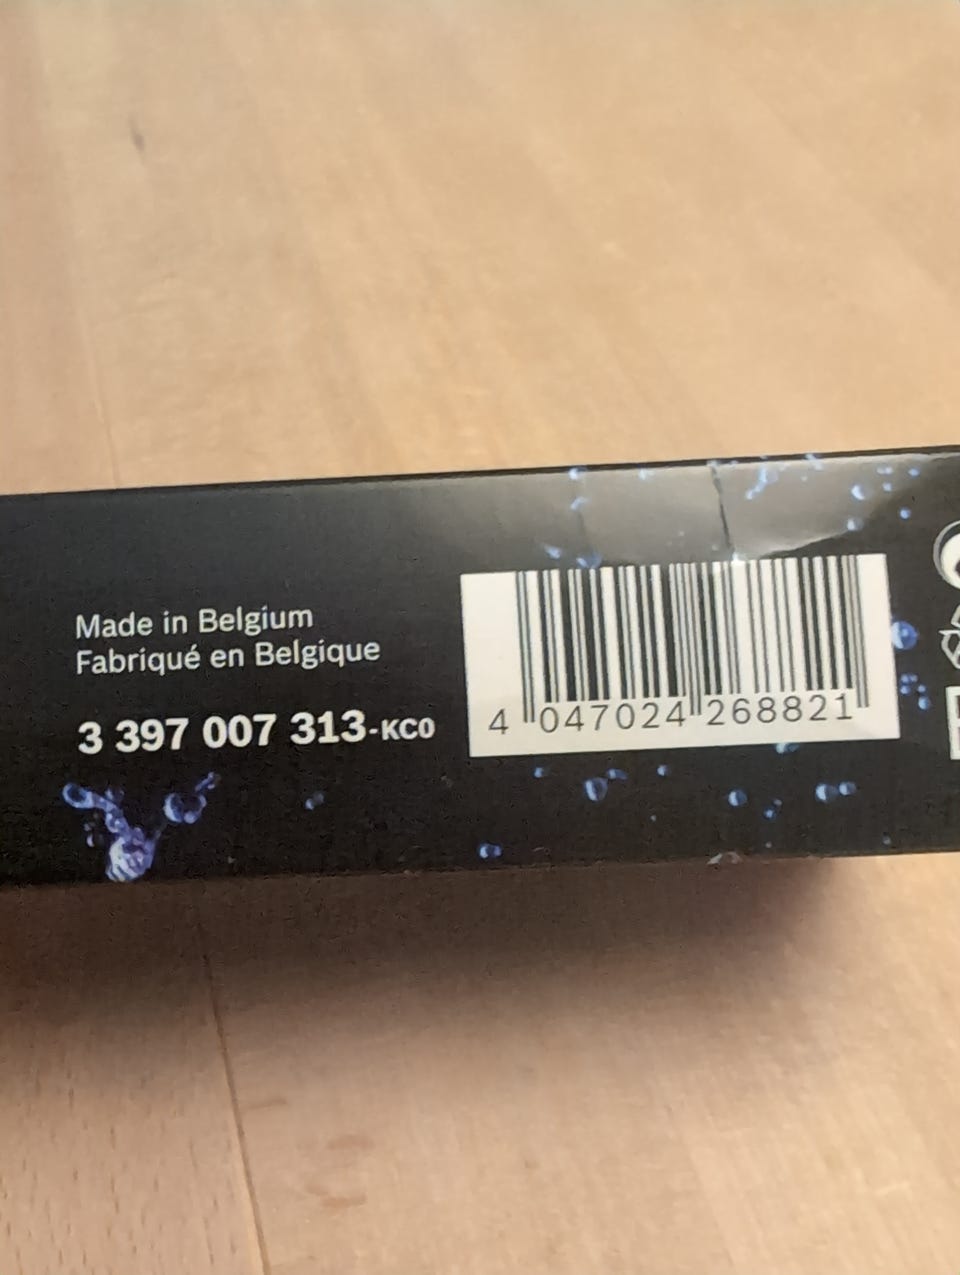 Made in Belgium
Fabriqué en Belgique
3 397 007 313-KC0
4 047024 268821